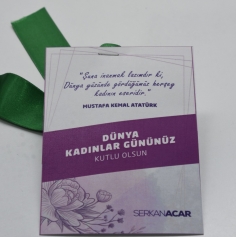 "Şuna inanmak lazımdır ki,
Dünya yüzünde gördüğümüz herşey
kadının eseridir."
MUSTAFA KEMAL ATATÜRK
DÜNYA
KADINLAR GÜNÜNÜZ
KUTLU OLSUN
SERKANACAR